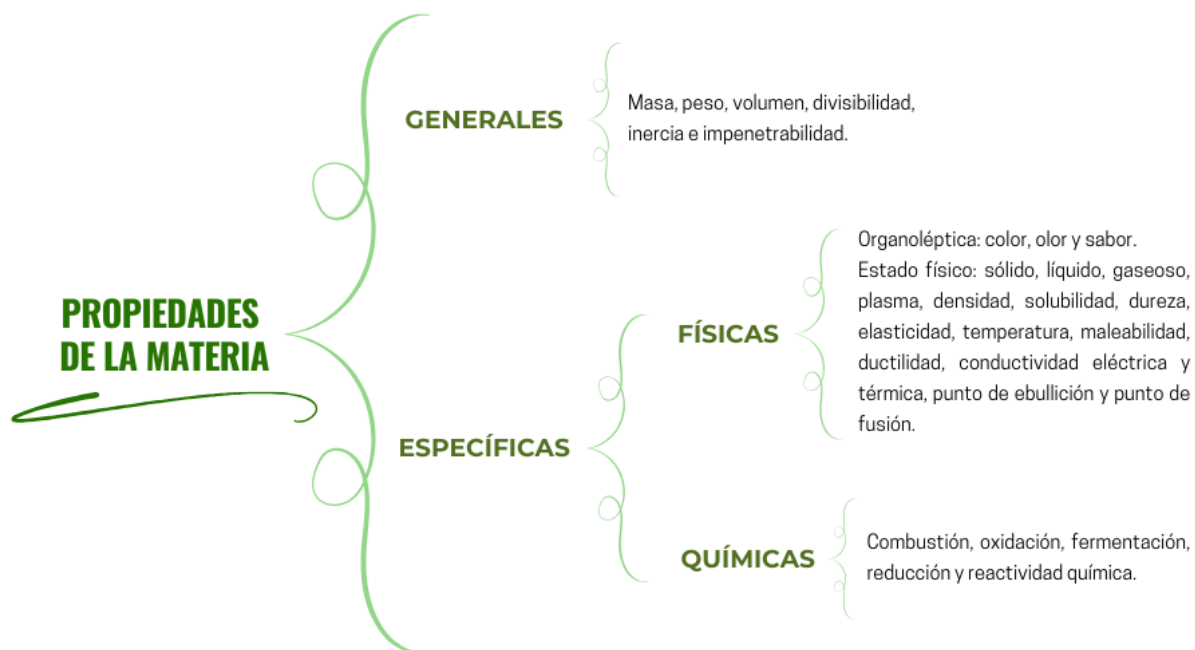 PROPIEDADES
DE LA MATERIA
GENERALES
Masa, peso, volumen, divisibilidad,
inercia e impenetrabilidad.
ESPECÍFICAS
FÍSICAS
Organoléptica: color, olor y sabor.
Estado físico: sólido, líquido, gaseoso,
plasma, densidad, solubilidad, dureza,
elasticidad, temperatura, maleabilidad,
ductilidad, conductividad eléctrica y
térmica, punto de ebullición y punto de
fusión.
QUÍMICAS
Combustión, oxidación, fermentación,
reducción y reactividad química.